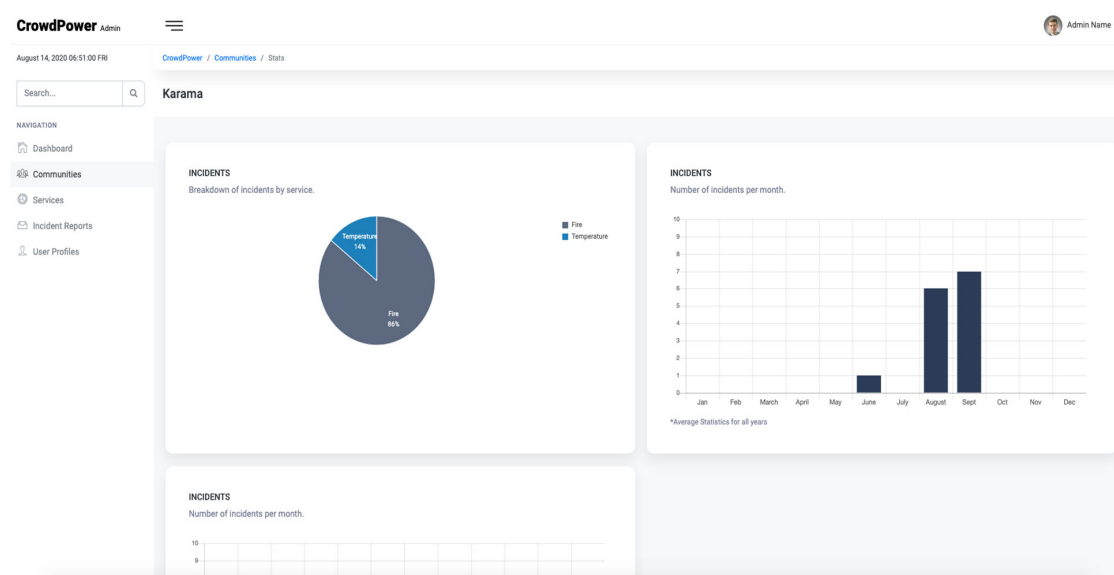 CrowdPower Admin
Admin Name
August 14, 2020 06:51:00 FRI
CrowdPower / Communities / Stats
Search...
Karama
NAVIGATION
Dashboard
Communities
Services
Incident Reports
User Profiles
INCIDENTS
Breakdown of incidents by service.
Fire
Temperature
Temperature
14%
Fire
86%
INCIDENTS
Number of incidents per month.
10
9
8
7
6
5
4
3
2
1
0
Jan Feb March April May June July August Sept Oct Nov Dec
*Average Statistics for all years
INCIDENTS
Number of incidents per month.
10
9